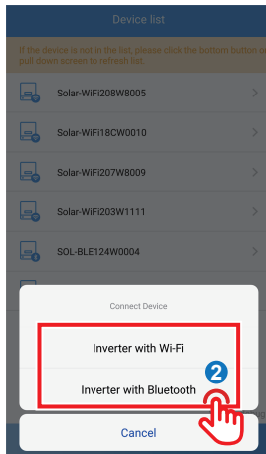 Device list
If the device is not in the list, please click the bottom button or
pull down screen to refresh list.
Solar-WiFi208W8005
Solar-WiFi18CW0010
Solar-WiFi207W8009
Solar-WiFi203W1111
SOL-BLE124W0004
Connect Device
Inverter with Wi-Fi
2
Inverter with Bluetooth
Cancel